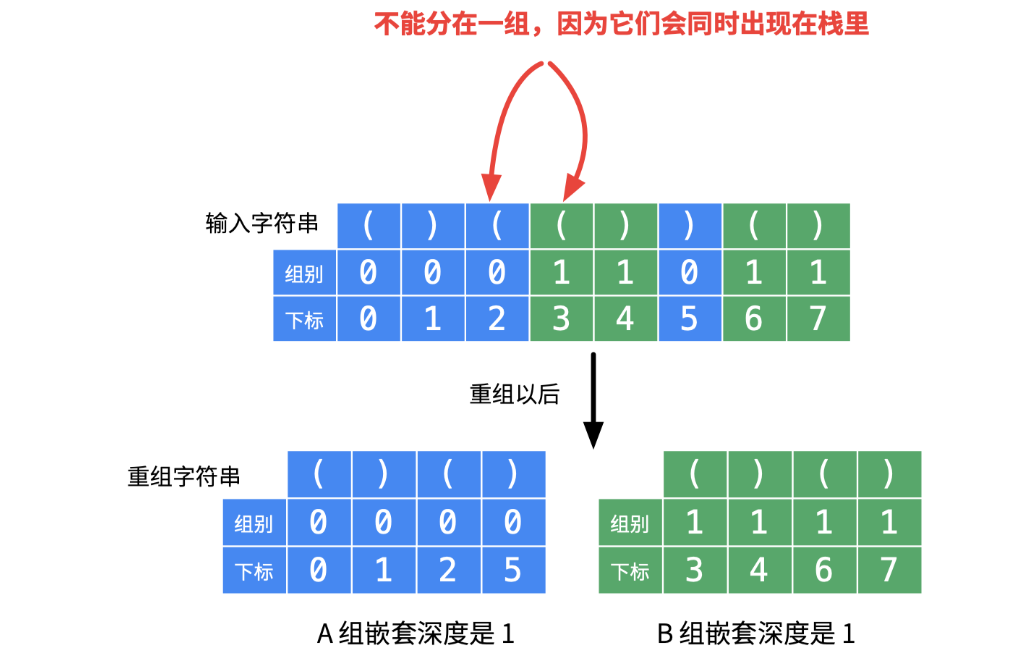 不能分在一组，因为它们会同时出现在栈里
输入字符串 ( ) ( ( ) ) ( )
组别 0 0 0 1 1 0 1 1
下标 0 1 2 3 4 5 6 7
重组以后
重组字符串 ( ) ( )
组别 0 0 0 0
下标 0 1 2 5
A 组嵌套深度是 1
( ) ( )
组别 1 1 1 1
下标 3 4 6 7
B 组嵌套深度是 1